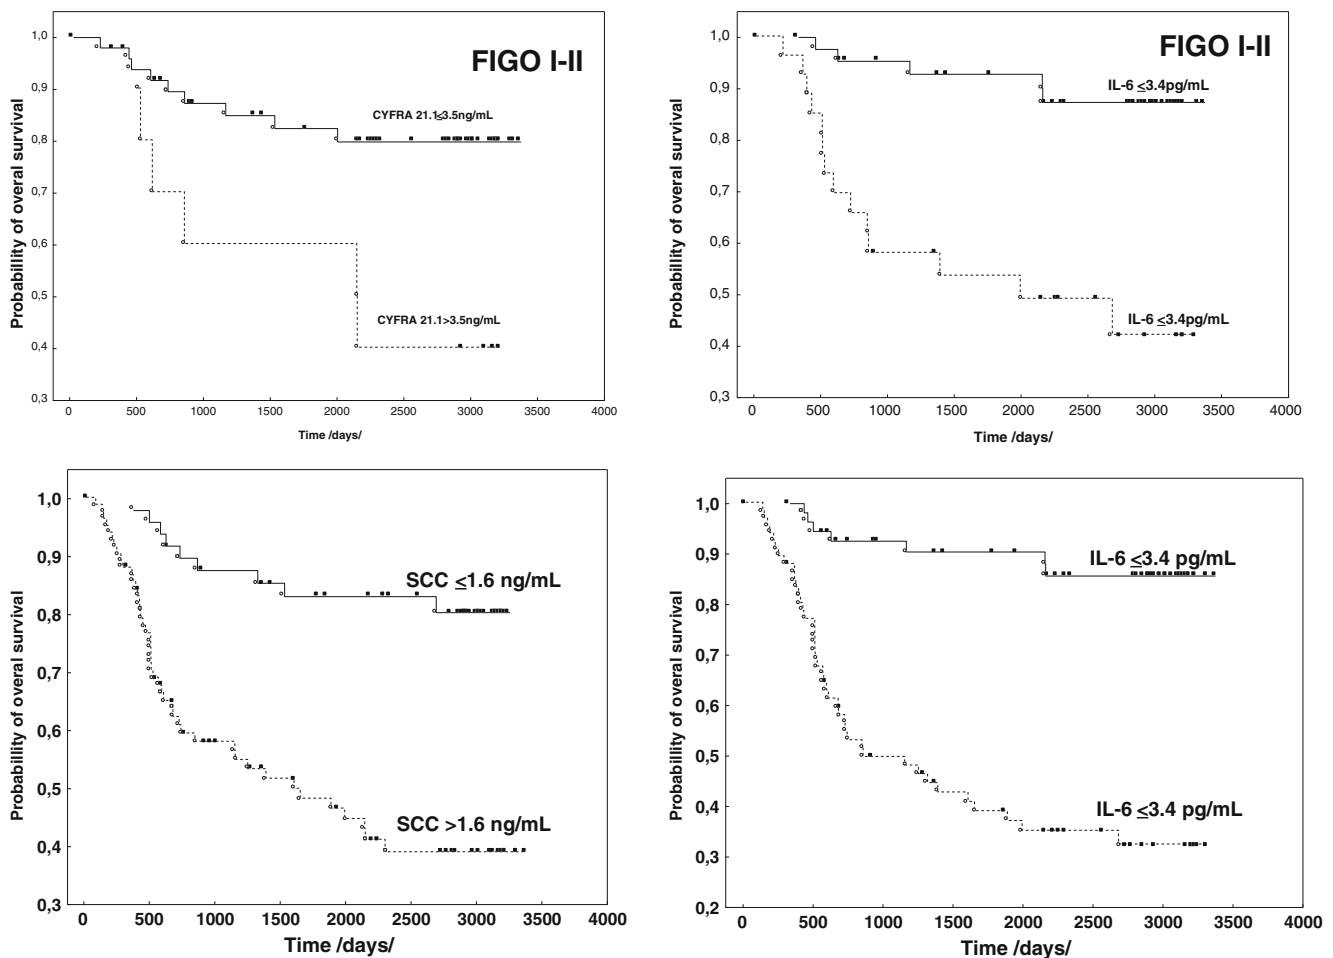 FIGO I-II
1,0
0,9
0,8
0,7
0,6
0,5
0,4
0,3
Probabillity of overal survival
CYFRA 21.1≤3.5ng/mL
CYFRA 21.1>3.5ng/mL
0 500 1000 1500 2000 2500 3000 3500 4000
Time /days/
FIGO I-II
1,0
0,9
0,8
0,7
0,6
0,5
0,4
0,3
Probabillity of overal survival
IL-6 ≤3.4pg/mL
IL-6 ≤3.4pg/mL
0 500 1000 1500 2000 2500 3000 3500 4000
Time /days/
1,0
0,9
0,8
0,7
0,6
0,5
0,4
0,3
Probabillity of overal survival
SCC ≤1.6 ng/mL
SCC >1.6 ng/mL
0 500 1000 1500 2000 2500 3000 3500 4000
Time /days/
1,0
0,9
0,8
0,7
0,6
0,5
0,4
0,3
0,2
Probabillity of overal survival
IL-6 ≤3.4 pg/mL
IL-6 ≤3.4 pg/mL
0 500 1000 1500 2000 2500 3000 3500 4000
Time /days/